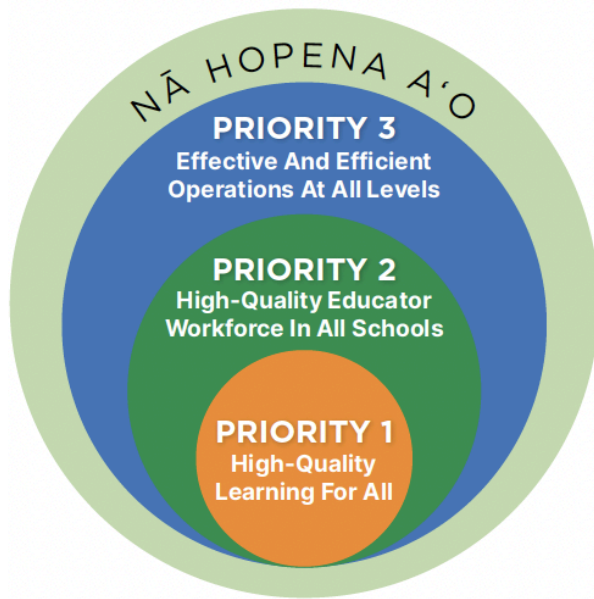 NĀ HOPENA AʻO
PRIORITY 3
Effective And Efficient
Operations At All Levels
PRIORITY 2
High-Quality Educator
Workforce In All Schools
PRIORITY 1
High-Quality
Learning For All